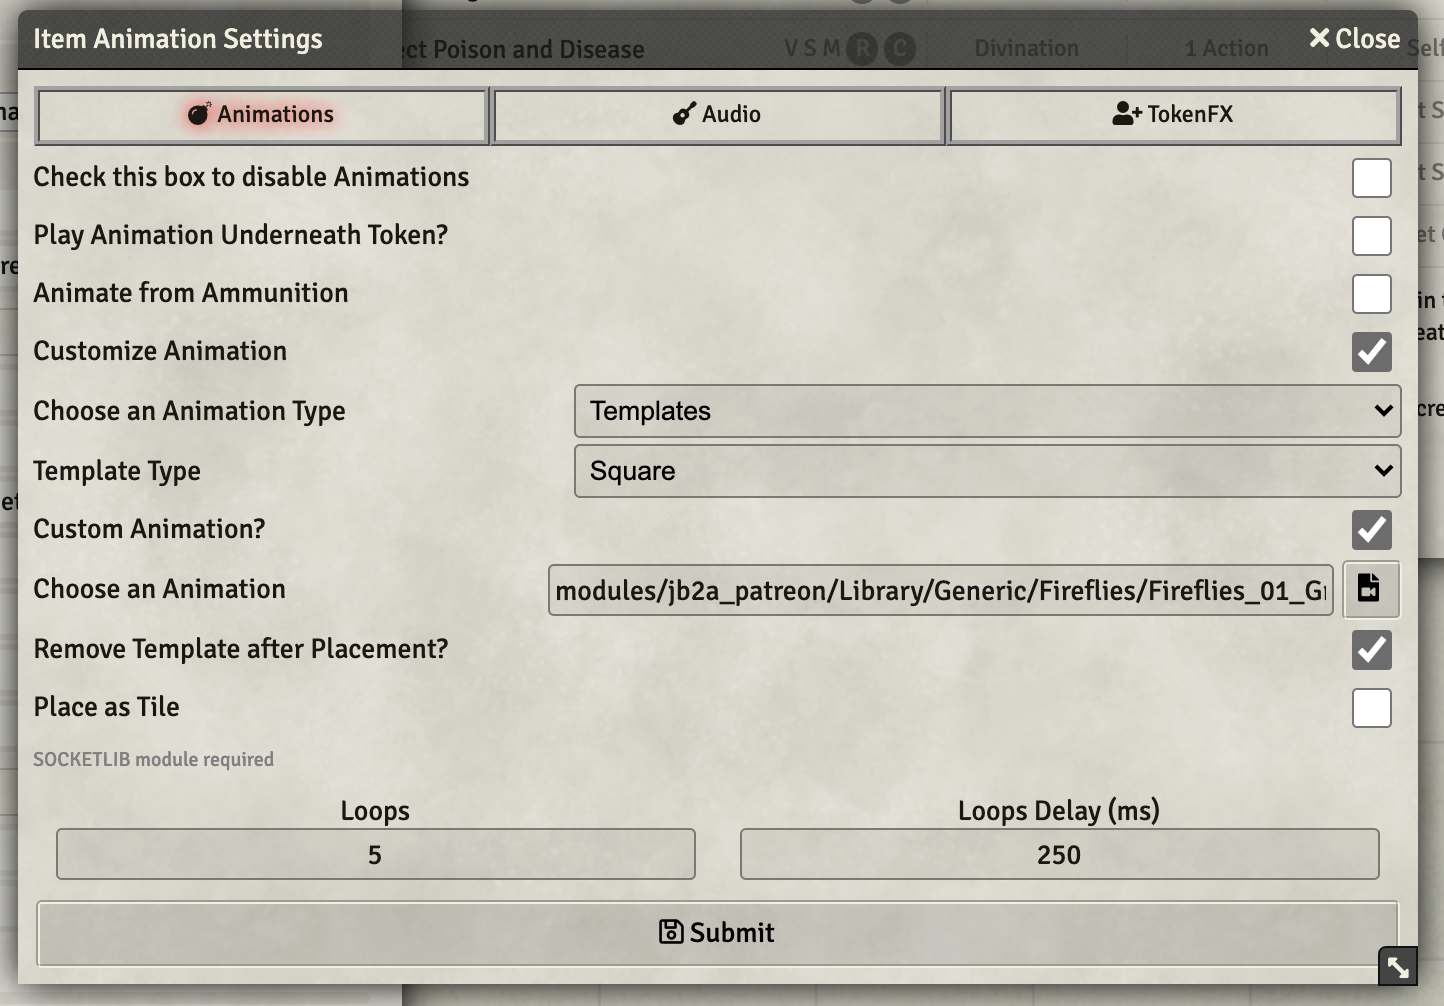 Item Animation Settings
ect Poison and Disease
V S M R C
Divination
1 Action
Close
Self
Animations
Audio
TokenFX
Check this box to disable Animations
Play Animation Underneath Token?
Animate from Ammunition
Customize Animation
Choose an Animation Type
Templates
Template Type
Square
Custom Animation?
Choose an Animation
modules/jb2a_patreon/Library/Generic/Fireflies/Fireflies_01_G
Remove Template after Placement?
Place as Tile
SOCKETLIB module required
Loops
Loops Delay (ms)
5
250
Submit